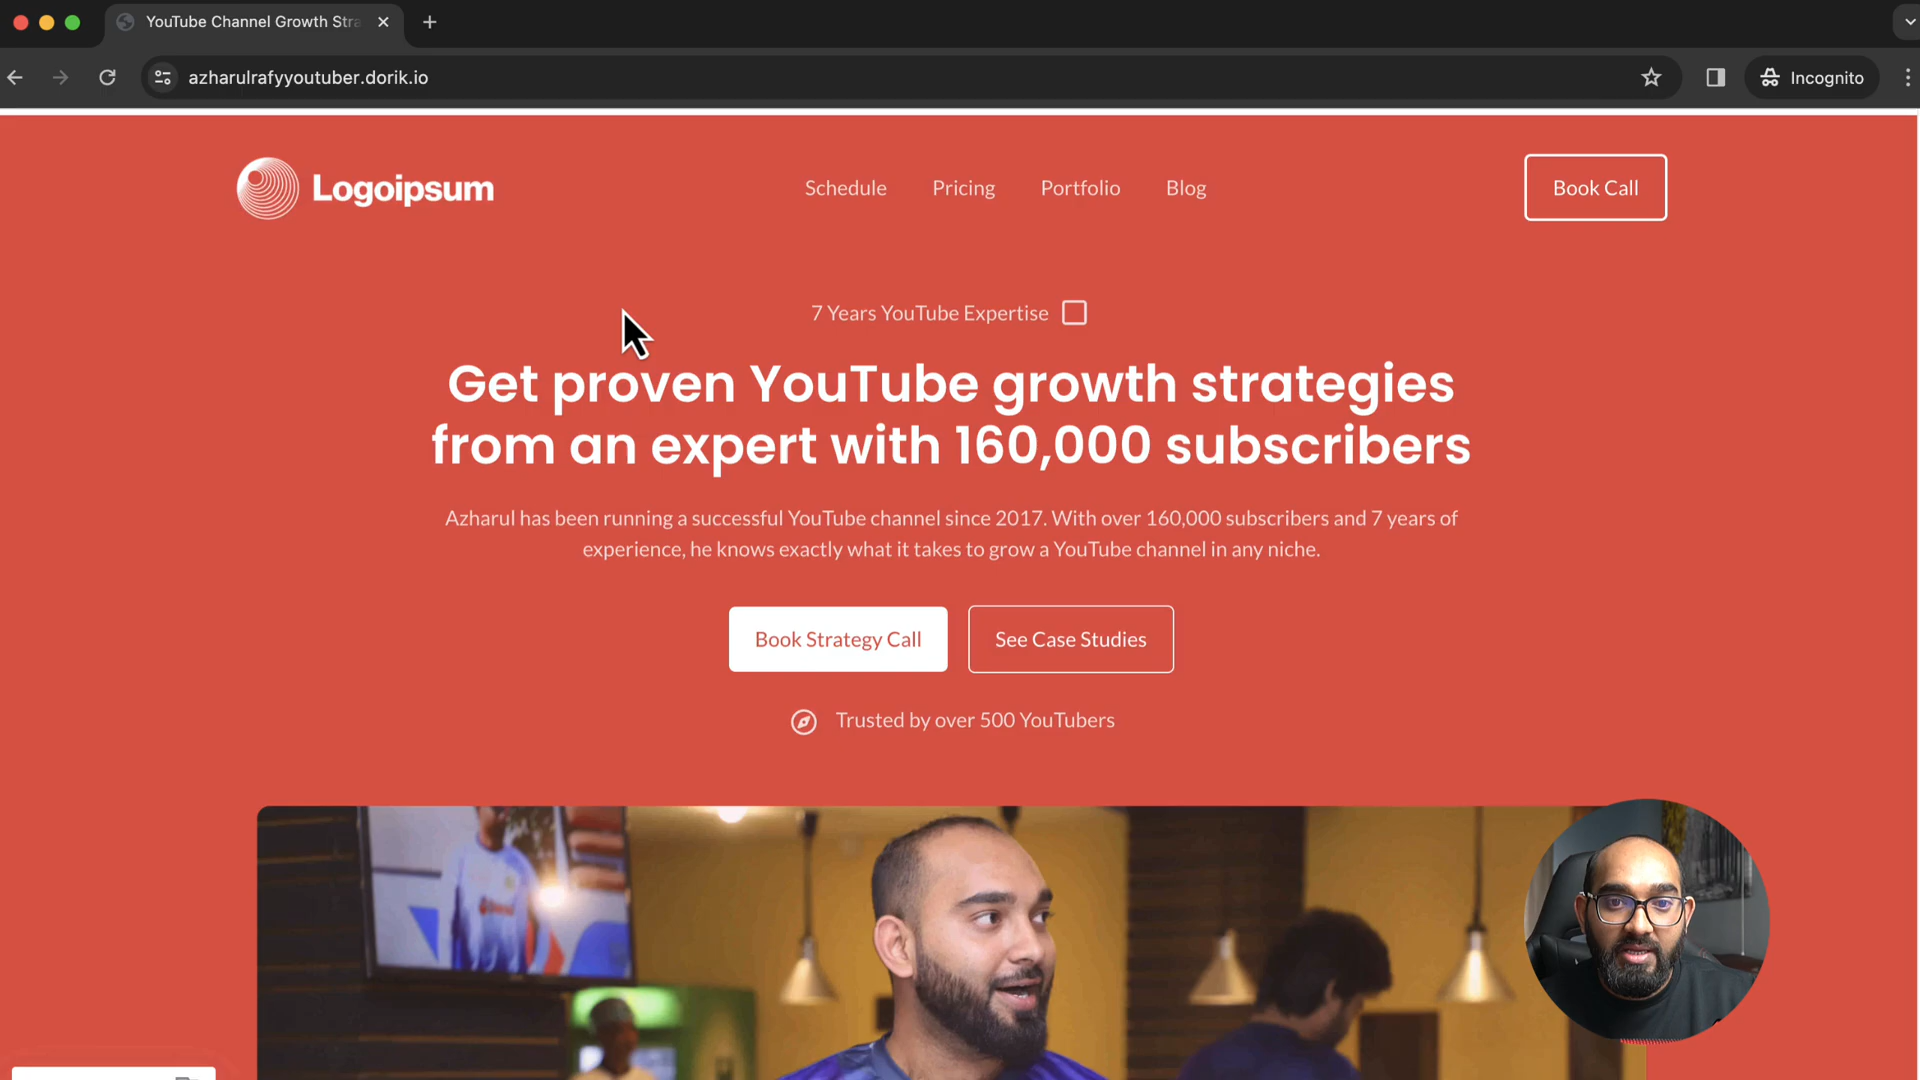 YouTube Channel Growth Stra
azharulrafyyoutuber.dorik.io
Incognito
Logoipsum
Schedule
Pricing
Portfolio
Blog
Book Call
7 Years YouTube Expertise
Get proven YouTube growth strategies
from an expert with 160,000 subscribers
Azharul has been running a successful YouTube channel since 2017. With over 160,000 subscribers and 7 years of
experience, he knows exactly what it takes to grow a YouTube channel in any niche.
Book Strategy Call
See Case Studies
Trusted by over 500 YouTubers